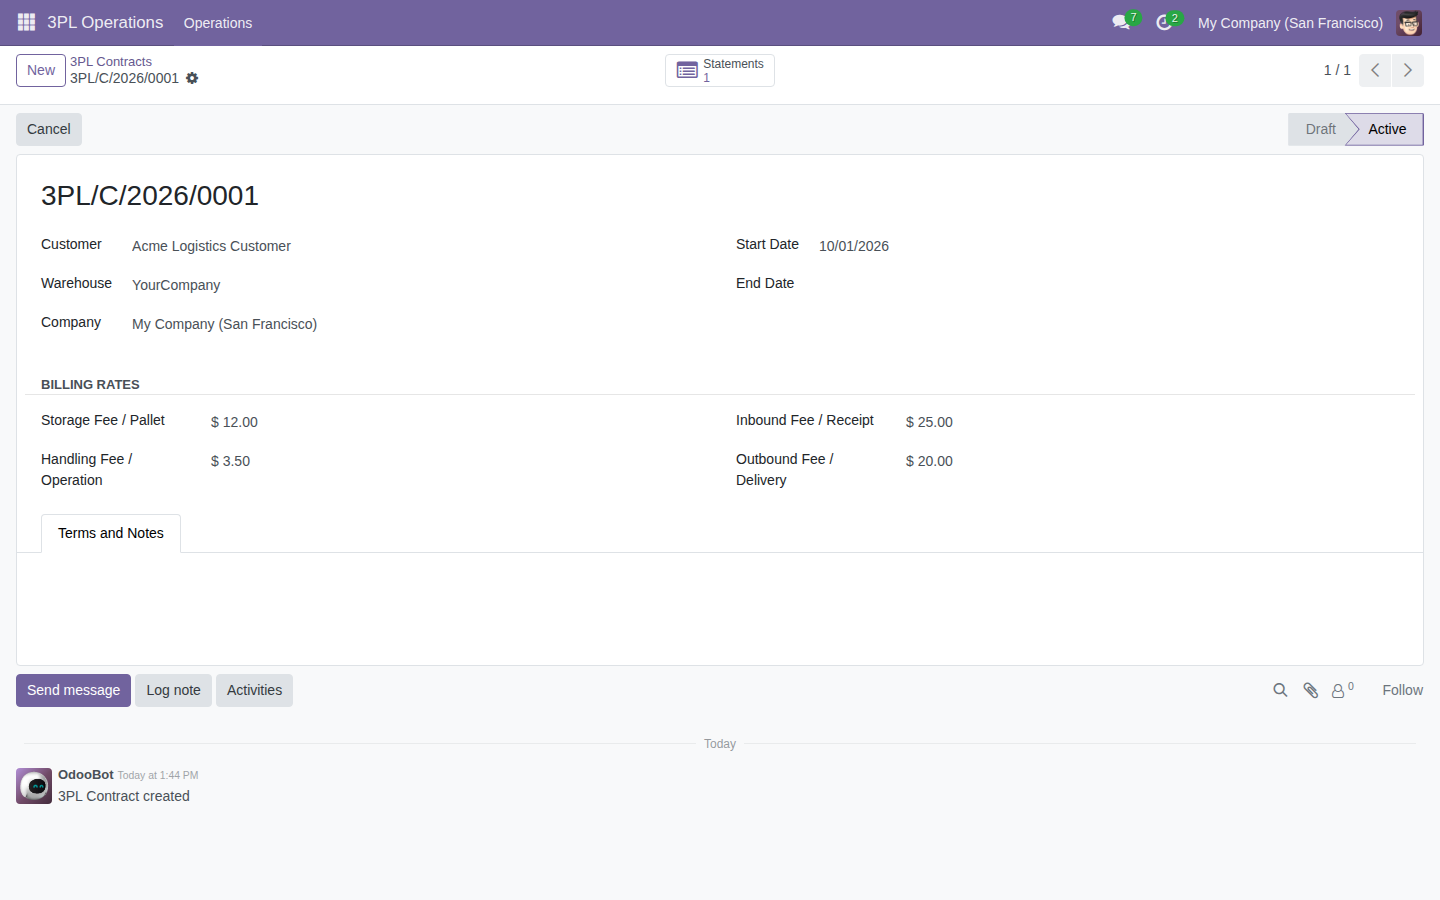 3PL Operations Operations 7 2 My Company (San Francisco)
New 3PL Contracts
3PL/C/2026/0001
Statements
1
1 / 1
Cancel Draft Active
3PL/C/2026/0001
Customer Acme Logistics Customer Start Date 10/01/2026
Warehouse YourCompany End Date
Company My Company (San Francisco)
BILLING RATES
Storage Fee / Pallet $ 12.00 Inbound Fee / Receipt $ 25.00
Handling Fee / Operation $ 3.50 Outbound Fee / Delivery $ 20.00
Terms and Notes
Send message Log note Activities 0 Follow
Today
OdooBot Today at 1:44 PM
3PL Contract created